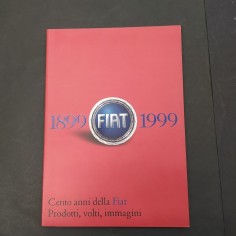 1899 FIAT 1999
Cento anni della Fiat
Prodotti, volti, immagini